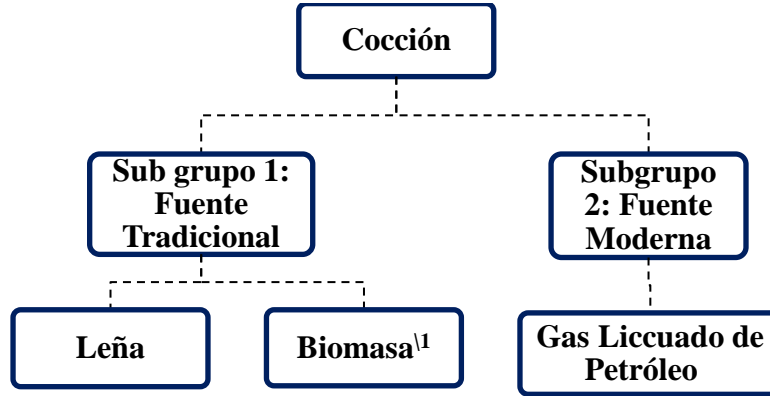 Cocción
Sub grupo 1:
Fuente
Tradicional
Subgrupo
2: Fuente
Moderna
Leña
Biomasa\1
Gas Liccuado de
Petróleo